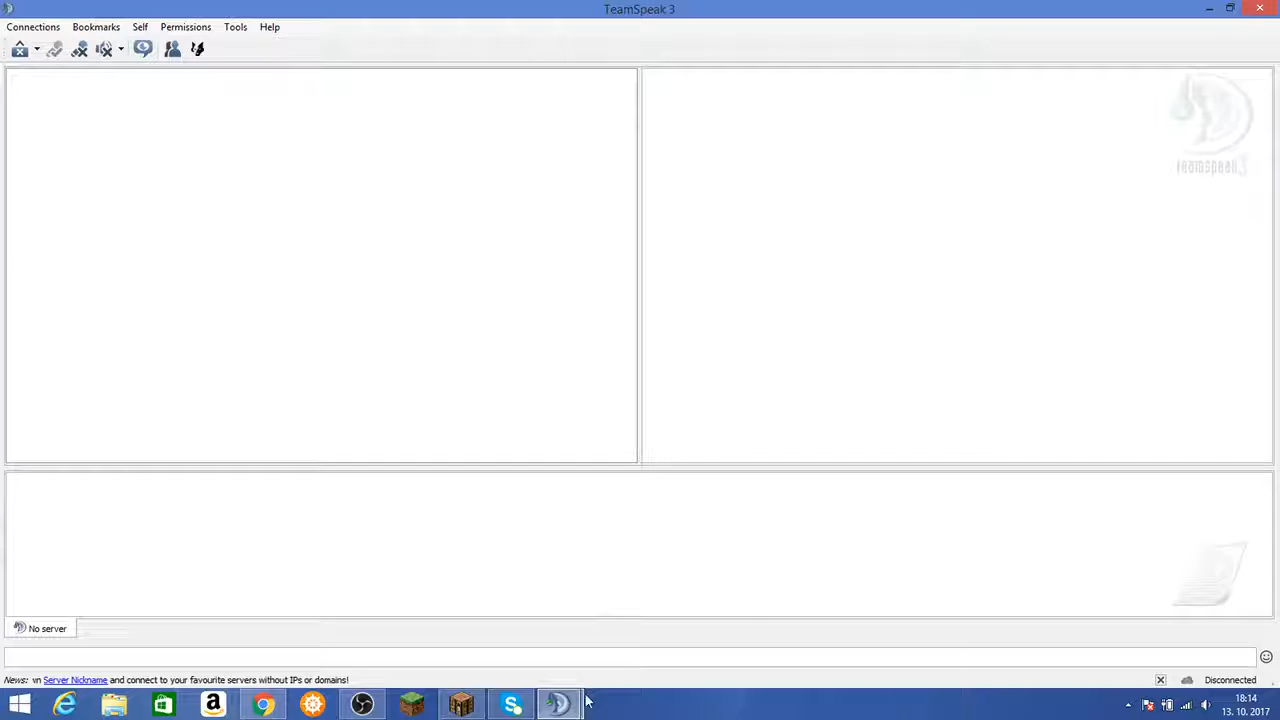 TeamSpeak 3
Connections Bookmarks Self Permissions Tools Help
teamspeak3
No server
News: vn Server Nickname and connect to your favourite servers without IPs or domains!
Disconnected
18:14
13. 10. 2017